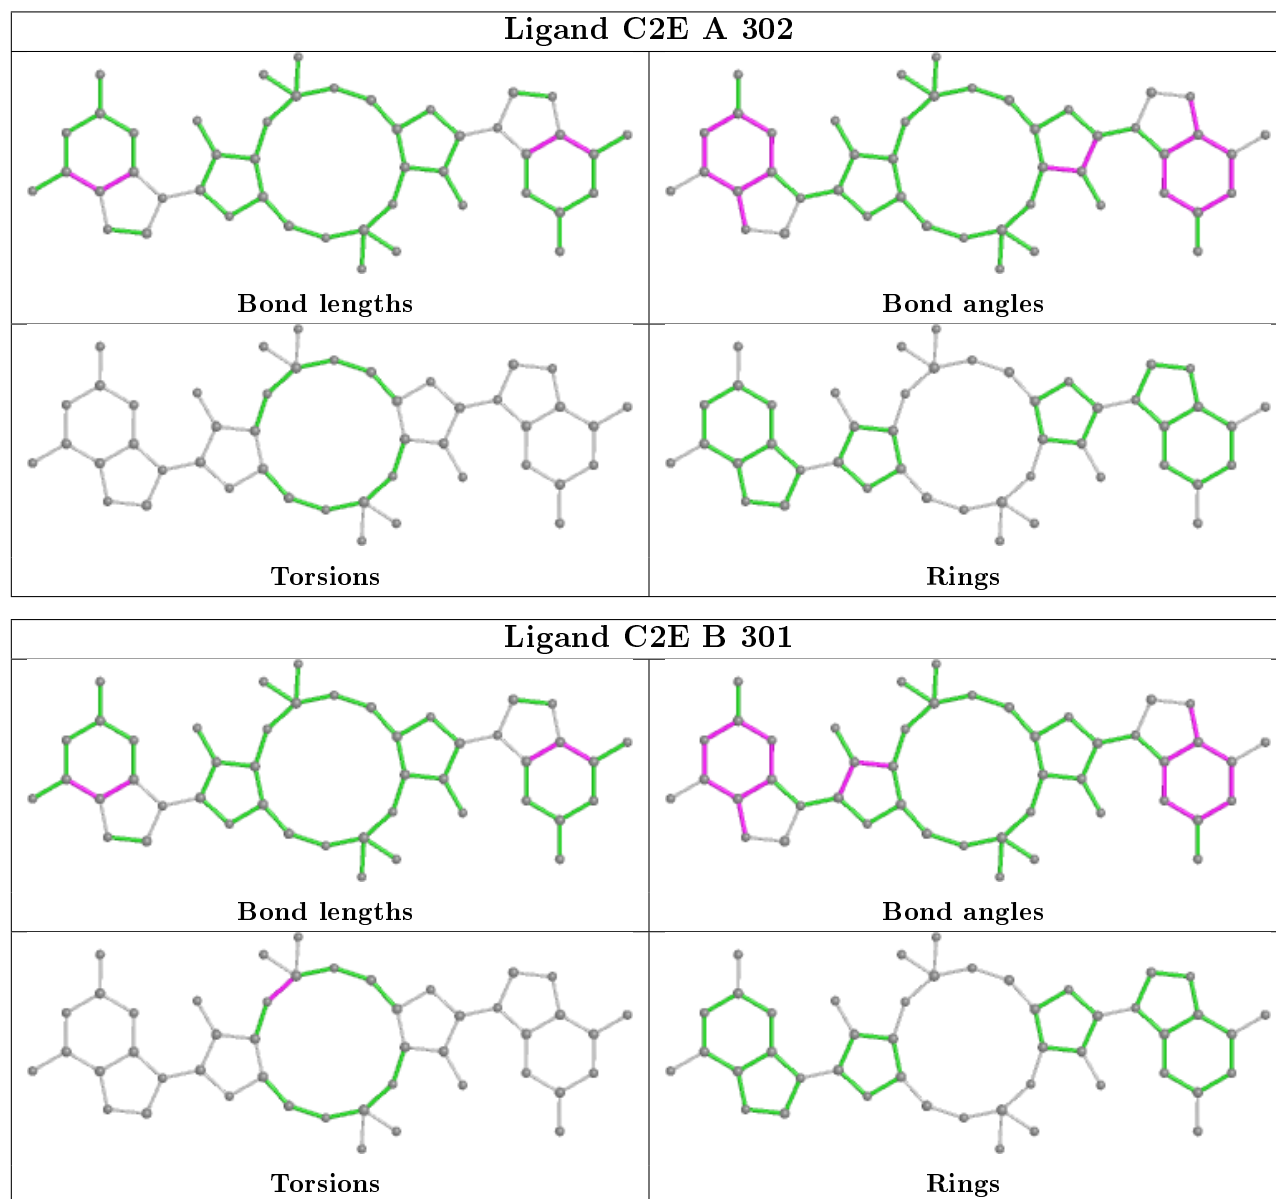 Ligand C2E A 302
Bond lengths
Bond angles
Torsions
Rings
Ligand C2E B 301
Bond lengths
Bond angles
Torsions
Rings